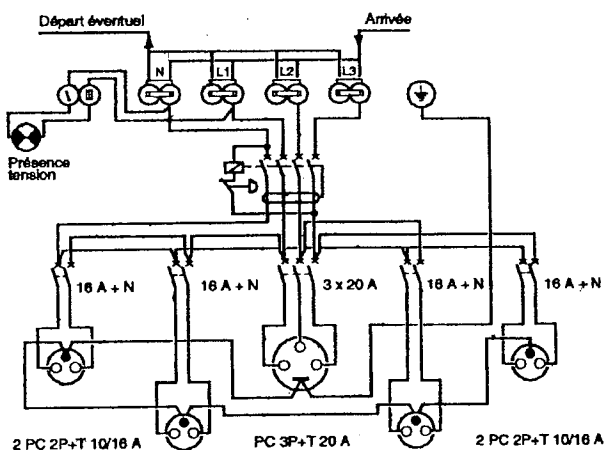 Départ éventuel
Arrivée
N
L1
L2
L3
Présence
tension
16 A + N
16 A + N
3 x 20 A
16 A + N
16 A + N
2 PC 2P+T 10/16 A
PC 3P+T 20 A
2 PC 2P+T 10/16 A